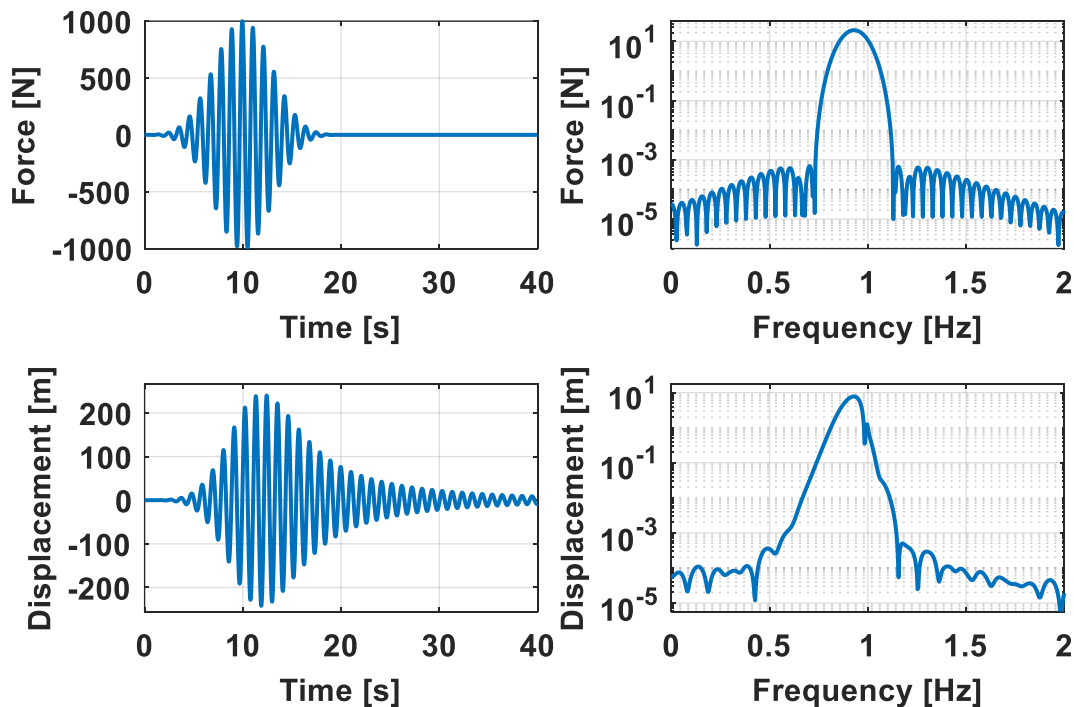 Force [N]
1000
500
0
-500
-1000
0 10 20 30 40
Time [s]
Force [N]
10^1
10^-1
10^-3
10^-5
0 0.5 1 1.5 2
Frequency [Hz]
Displacement [m]
200
100
0
-100
-200
0 10 20 30 40
Time [s]
Displacement [m]
10^1
10^-1
10^-3
10^-5
0 0.5 1 1.5 2
Frequency [Hz]